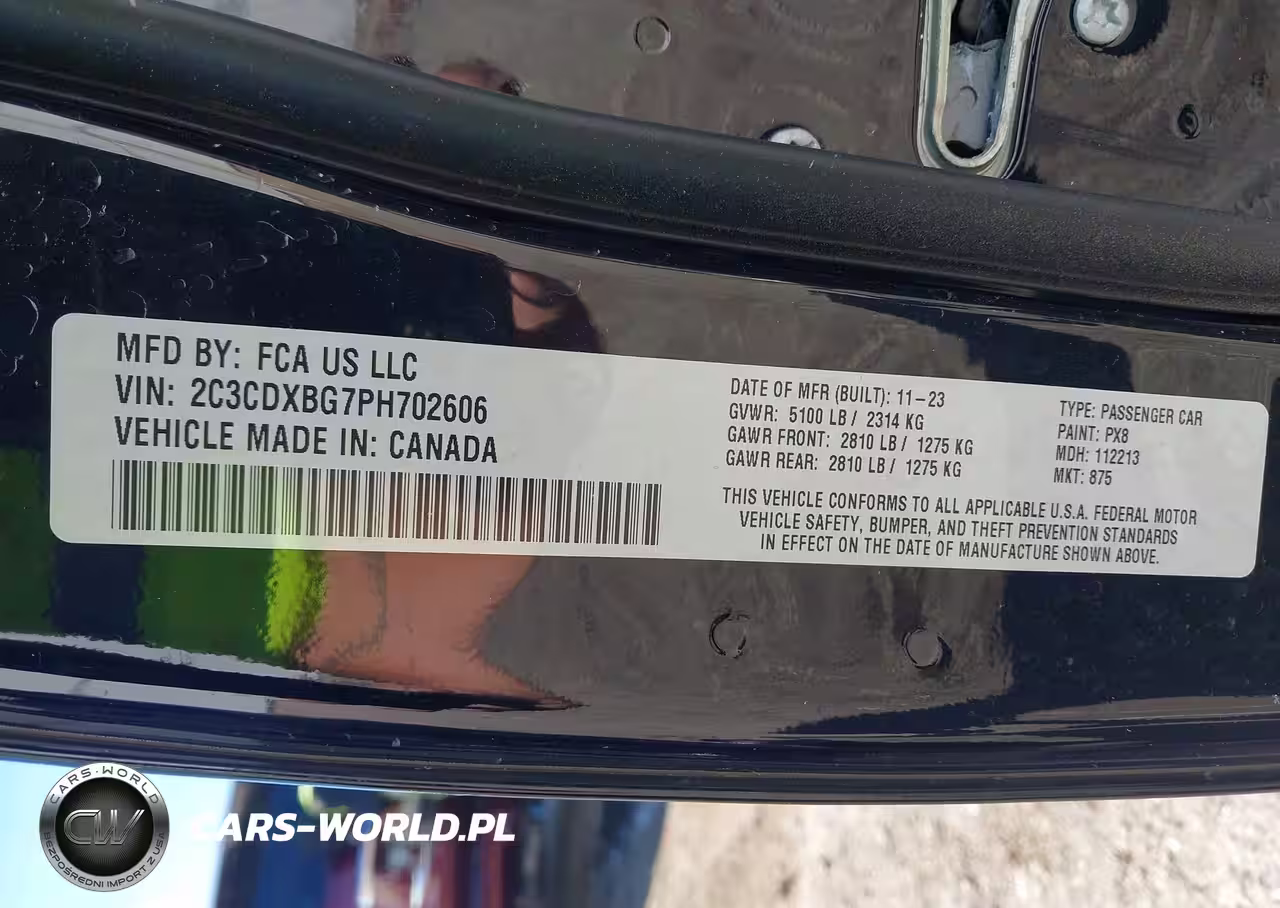 MFD BY: FCA US LLC
VIN: 2C3CDXBG7PH702606
VEHICLE MADE IN: CANADA
DATE OF MFR (BUILT): 11-23
GVWR: 5100 LB / 2314 KG
GAWR FRONT: 2810 LB / 1275 KG
GAWR REAR: 2810 LB / 1275 KG
TYPE: PASSENGER CAR
PAINT: PX8
MDH: 112213
MKT: 875
THIS VEHICLE CONFORMS TO ALL APPLICABLE U.S.A. FEDERAL MOTOR
VEHICLE SAFETY, BUMPER, AND THEFT PREVENTION STANDARDS
IN EFFECT ON THE DATE OF MANUFACTURE SHOWN ABOVE.
CARS-WORLD
CW
BEZPOŚREDNI IMPORT Z USA
CARS-WORLD.PL